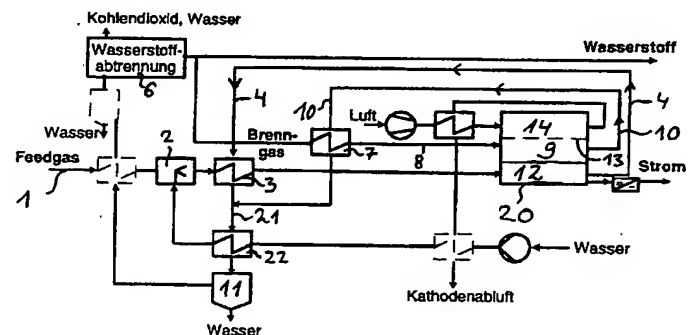 Kohlendioxid, Wasser
Wasserstoff-
abtrennung
6
Wasserstoff
4
10
Luft
14
4
Wasser
Brenn-
gas
7
8
9
13
10
Feedgas
1
2
3
12
Strom
20
21
22
Wasser
11
Kathodenabluft
Wasser